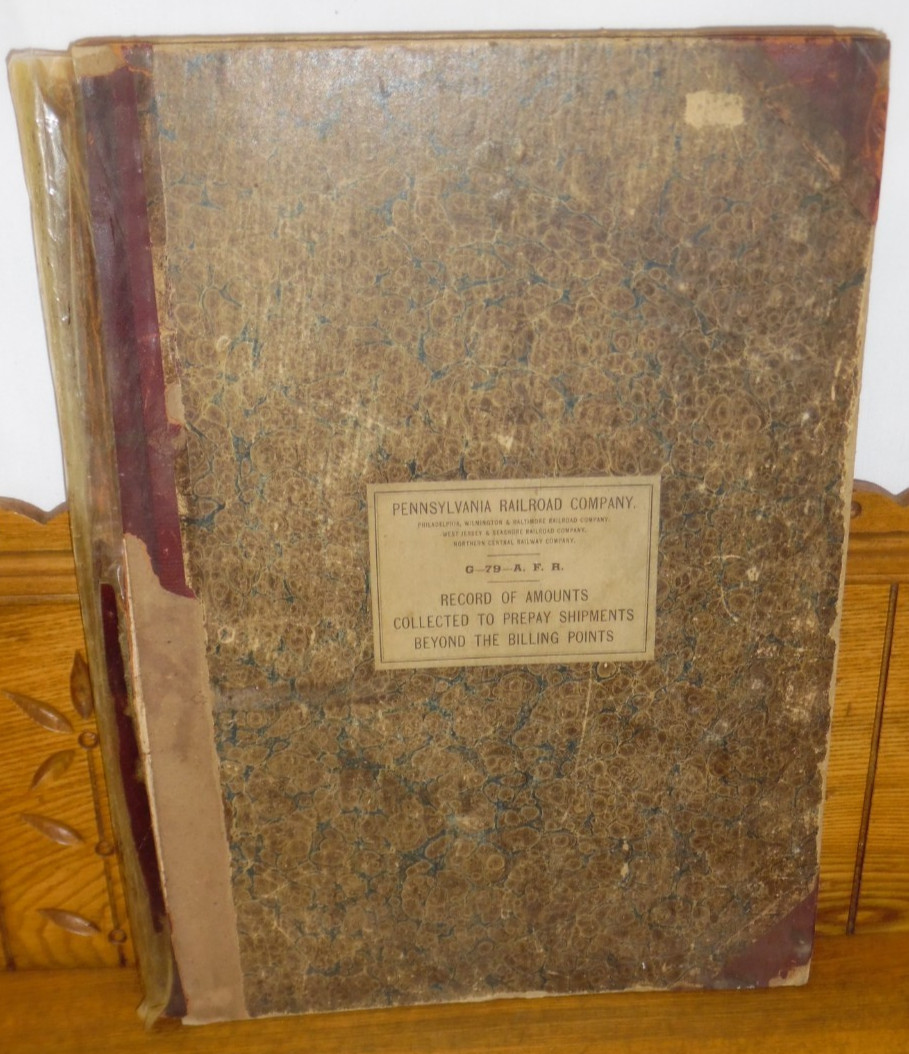 PENNSYLVANIA RAILROAD COMPANY.
PHILADELPHIA, WILMINGTON & BALTIMORE RAILROAD COMPANY.
WEST JERSEY & SEASHORE RAILROAD COMPANY.
NORTHERN CENTRAL RAILWAY COMPANY.
G—79—A. F. R.
RECORD OF AMOUNTS
COLLECTED TO PREPAY SHIPMENTS
BEYOND THE BILLING POINTS